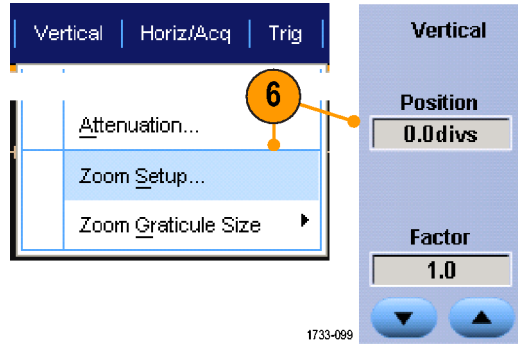 Vertical | Horiz/Acq | Trig
Attenuation...
Zoom Setup...
Zoom Graticule Size
6
Vertical
Position
0.0divs
Factor
1.0
1733-099